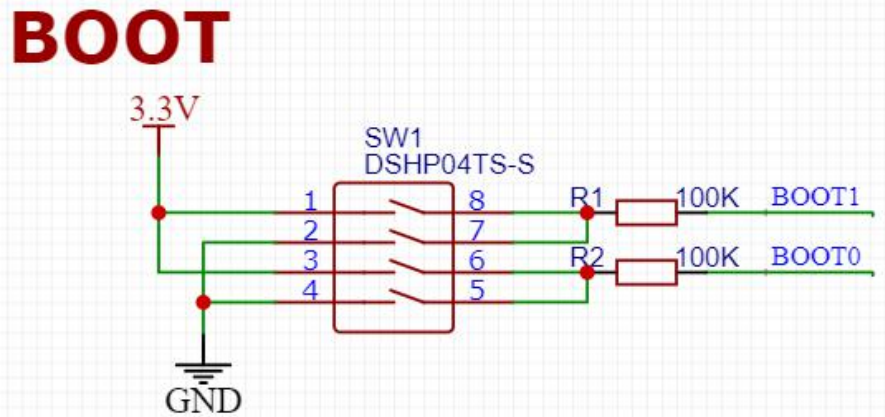 BOOT
3.3V
SW1
DSHP04TS-S
1 8 R1 100K BOOT1
2 7
3 6 R2 100K BOOT0
4 5
GND